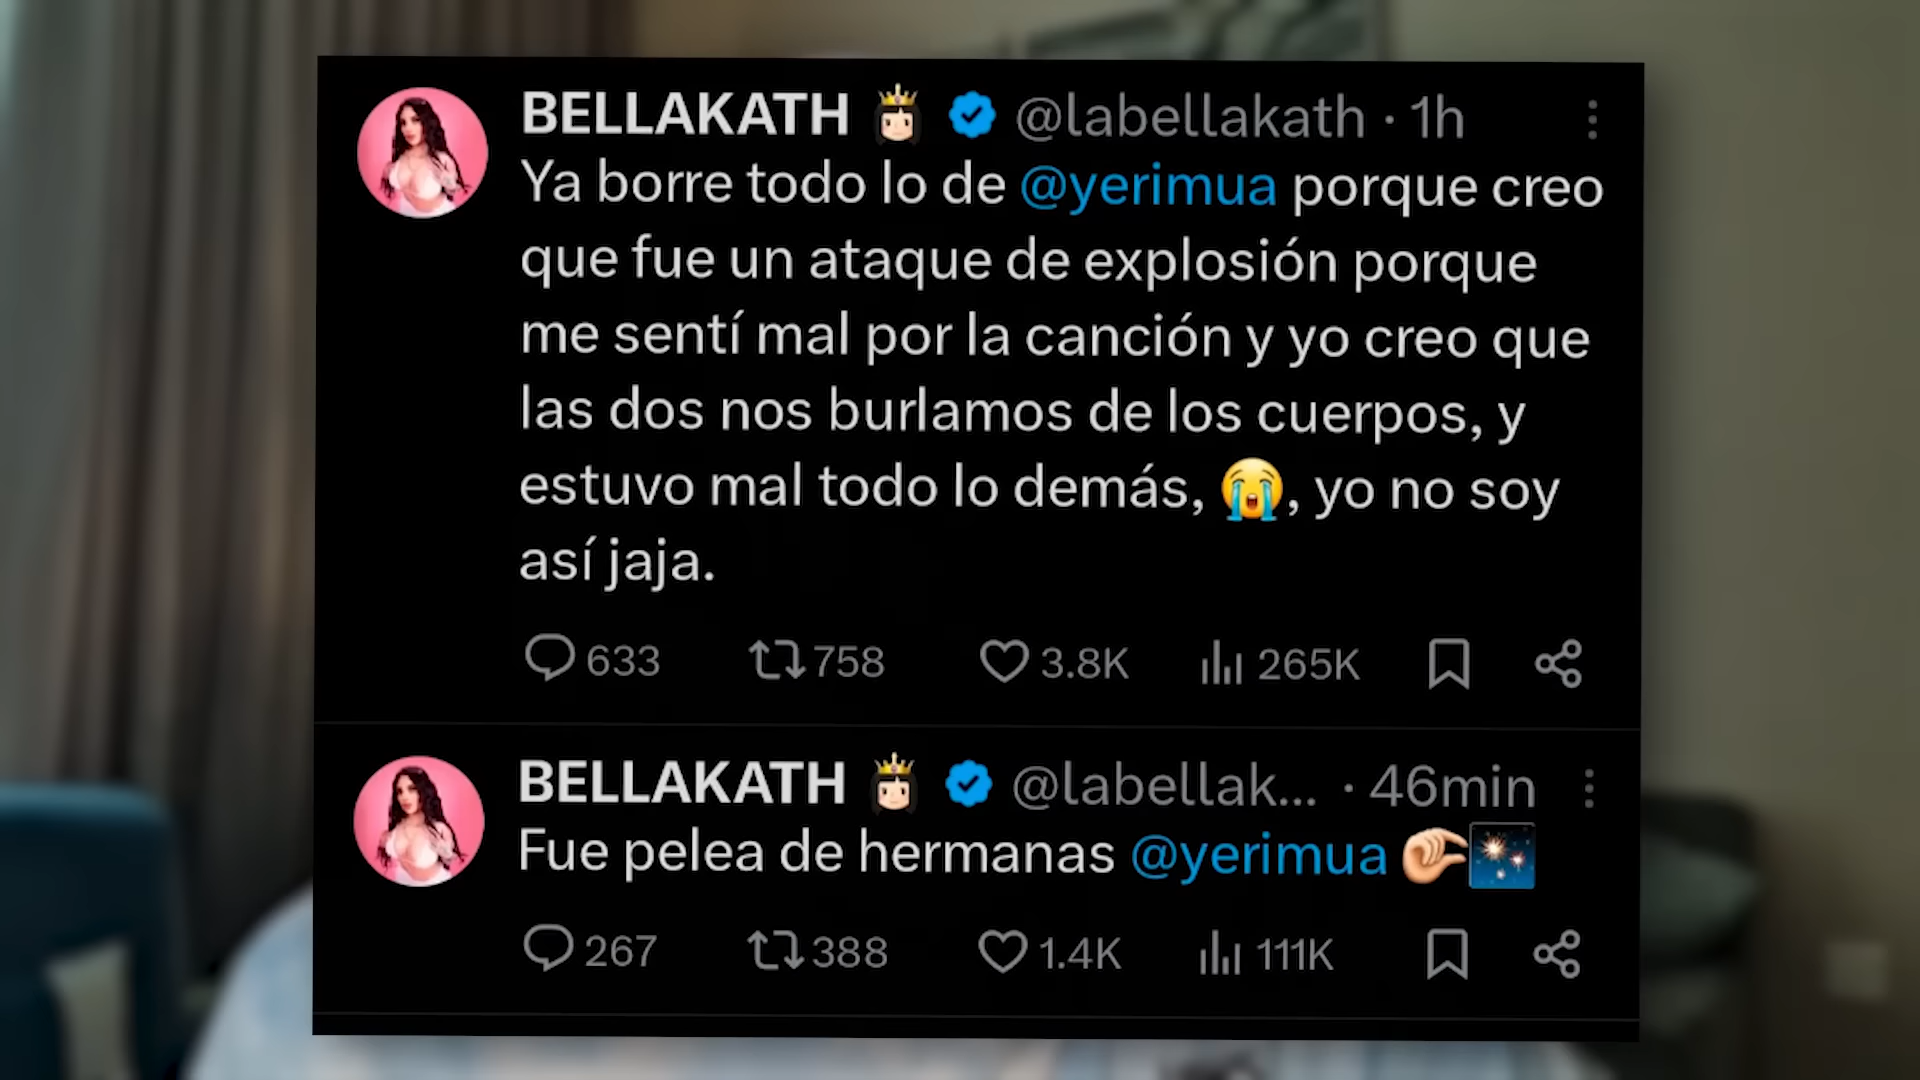 BELLAKATH 👸🏻 @labellakath · 1h
Ya borre todo lo de @yerimua porque creo
que fue un ataque de explosión porque
me sentí mal por la canción y yo creo que
las dos nos burlamos de los cuerpos, y
estuvo mal todo lo demás, 😭, yo no soy
así jaja.
633 758 3.8K 265K
BELLAKATH 👸🏻 @labellak... · 46min
Fue pelea de hermanas @yerimua 🤏🏼🎇
267 388 1.4K 111K